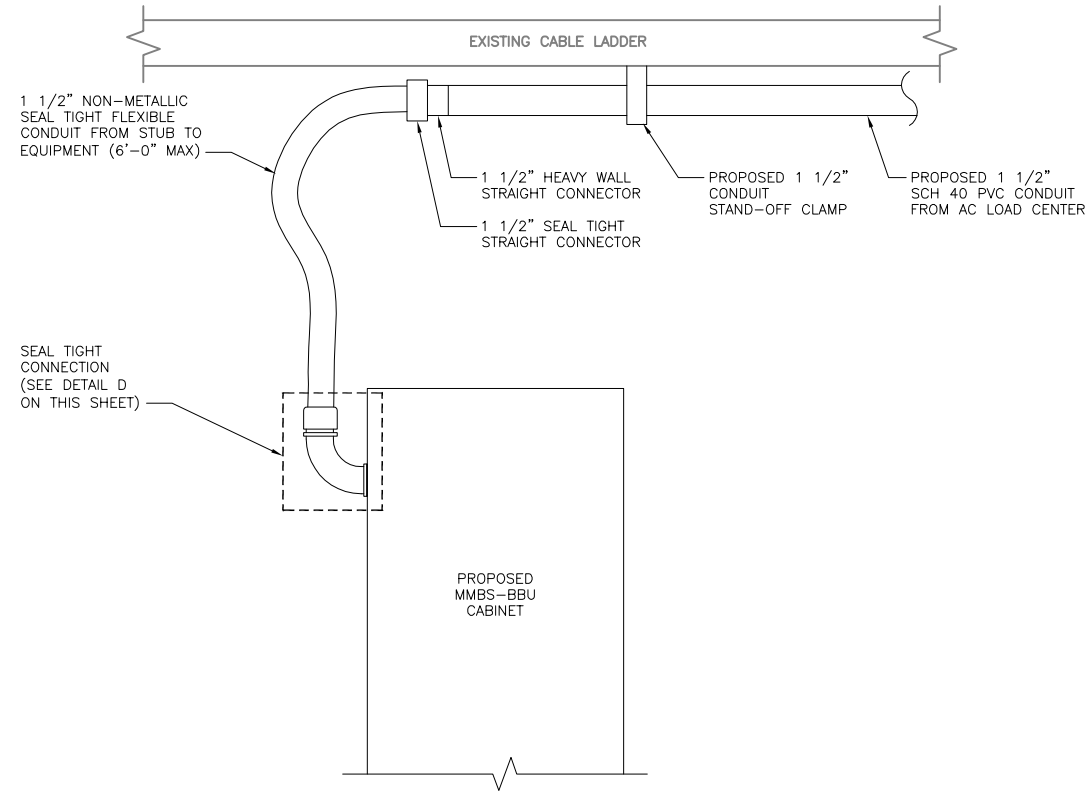 EXISTING CABLE LADDER
1 1/2" NON-METALLIC
SEAL TIGHT FLEXIBLE
CONDUIT FROM STUB TO
EQUIPMENT (6'-0" MAX)
1 1/2" HEAVY WALL
STRAIGHT CONNECTOR
1 1/2" SEAL TIGHT
STRAIGHT CONNECTOR
PROPOSED 1 1/2"
CONDUIT
STAND-OFF CLAMP
PROPOSED 1 1/2"
SCH 40 PVC CONDUIT
FROM AC LOAD CENTER
SEAL TIGHT
CONNECTION
(SEE DETAIL D
ON THIS SHEET)
PROPOSED
MMBS-BBU
CABINET